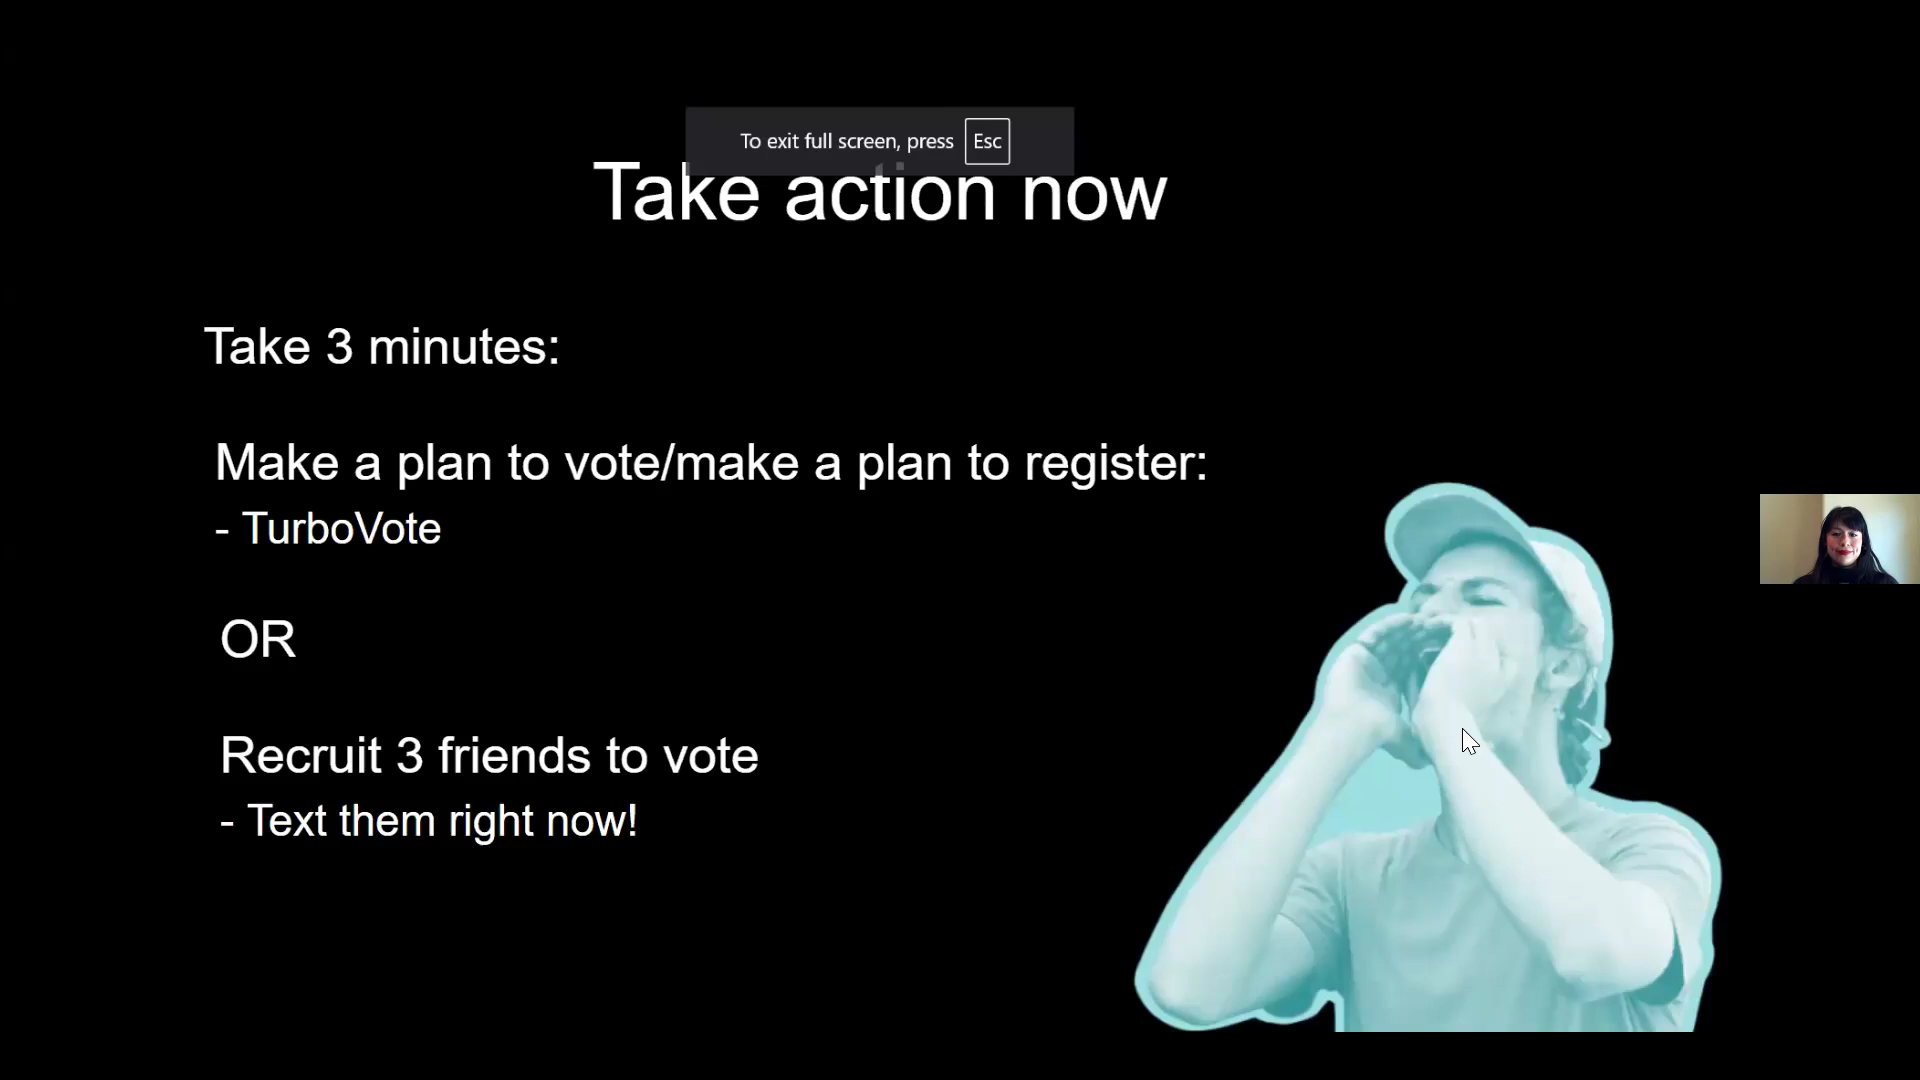 To exit full screen, press Esc
Take action now
Take 3 minutes:
Make a plan to vote/make a plan to register:
- TurboVote
OR
Recruit 3 friends to vote
- Text them right now!